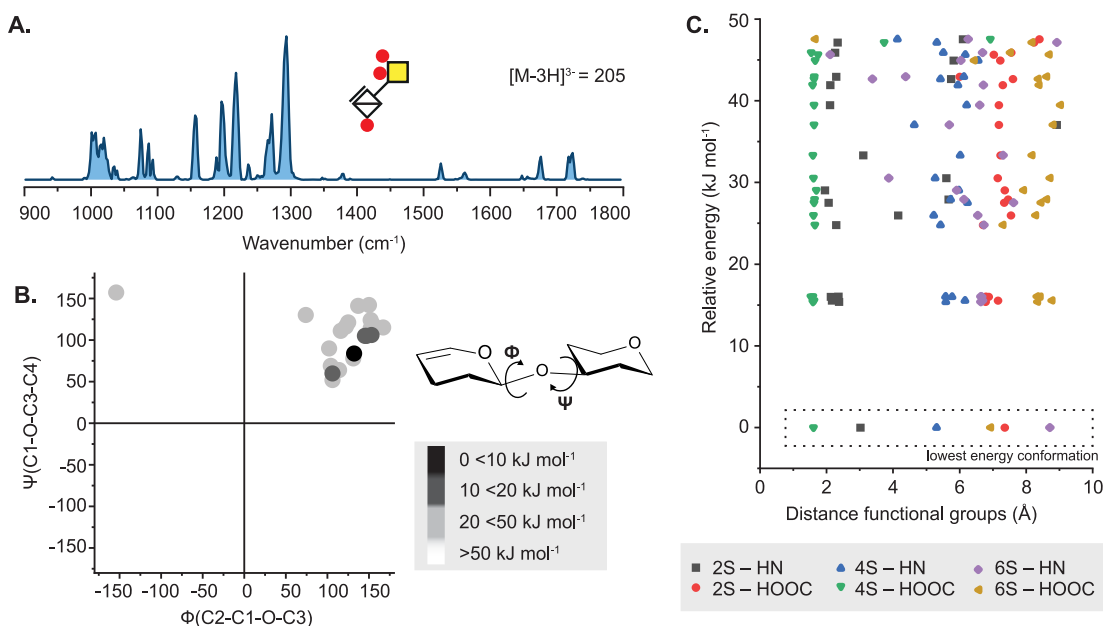 A.
[M-3H]³⁻ = 205
900 1000 1100 1200 1300 1400 1500 1600 1700 1800
Wavenumber (cm⁻¹)
B.
Ψ(C1-O-C3-C4)
150
100
50
0
-50
-100
-150
-150 -100 -50 0 50 100 150
Φ(C2-C1-O-C3)
O Φ O Ψ O
0 <10 kJ mol⁻¹
10 <20 kJ mol⁻¹
20 <50 kJ mol⁻¹
>50 kJ mol⁻¹
C.
Relative energy (kJ mol⁻¹)
50
40
30
20
10
0
lowest energy conformation
0 2 4 6 8 10
Distance functional groups (Å)
2S – HN 4S – HN 6S – HN
2S – HOOC 4S – HOOC 6S – HOOC